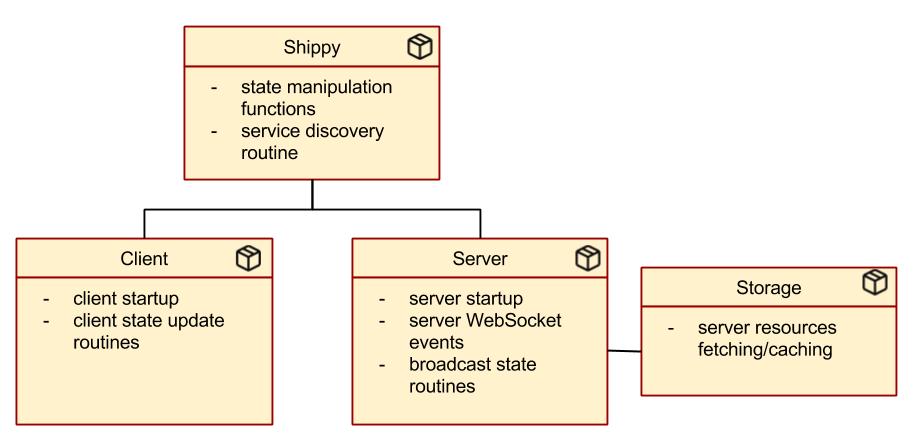 Shippy
- state manipulation
functions
- service discovery
routine
Client
- client startup
- client state update
routines
Server
- server startup
- server WebSocket
events
- broadcast state
routines
Storage
- server resources
fetching/caching